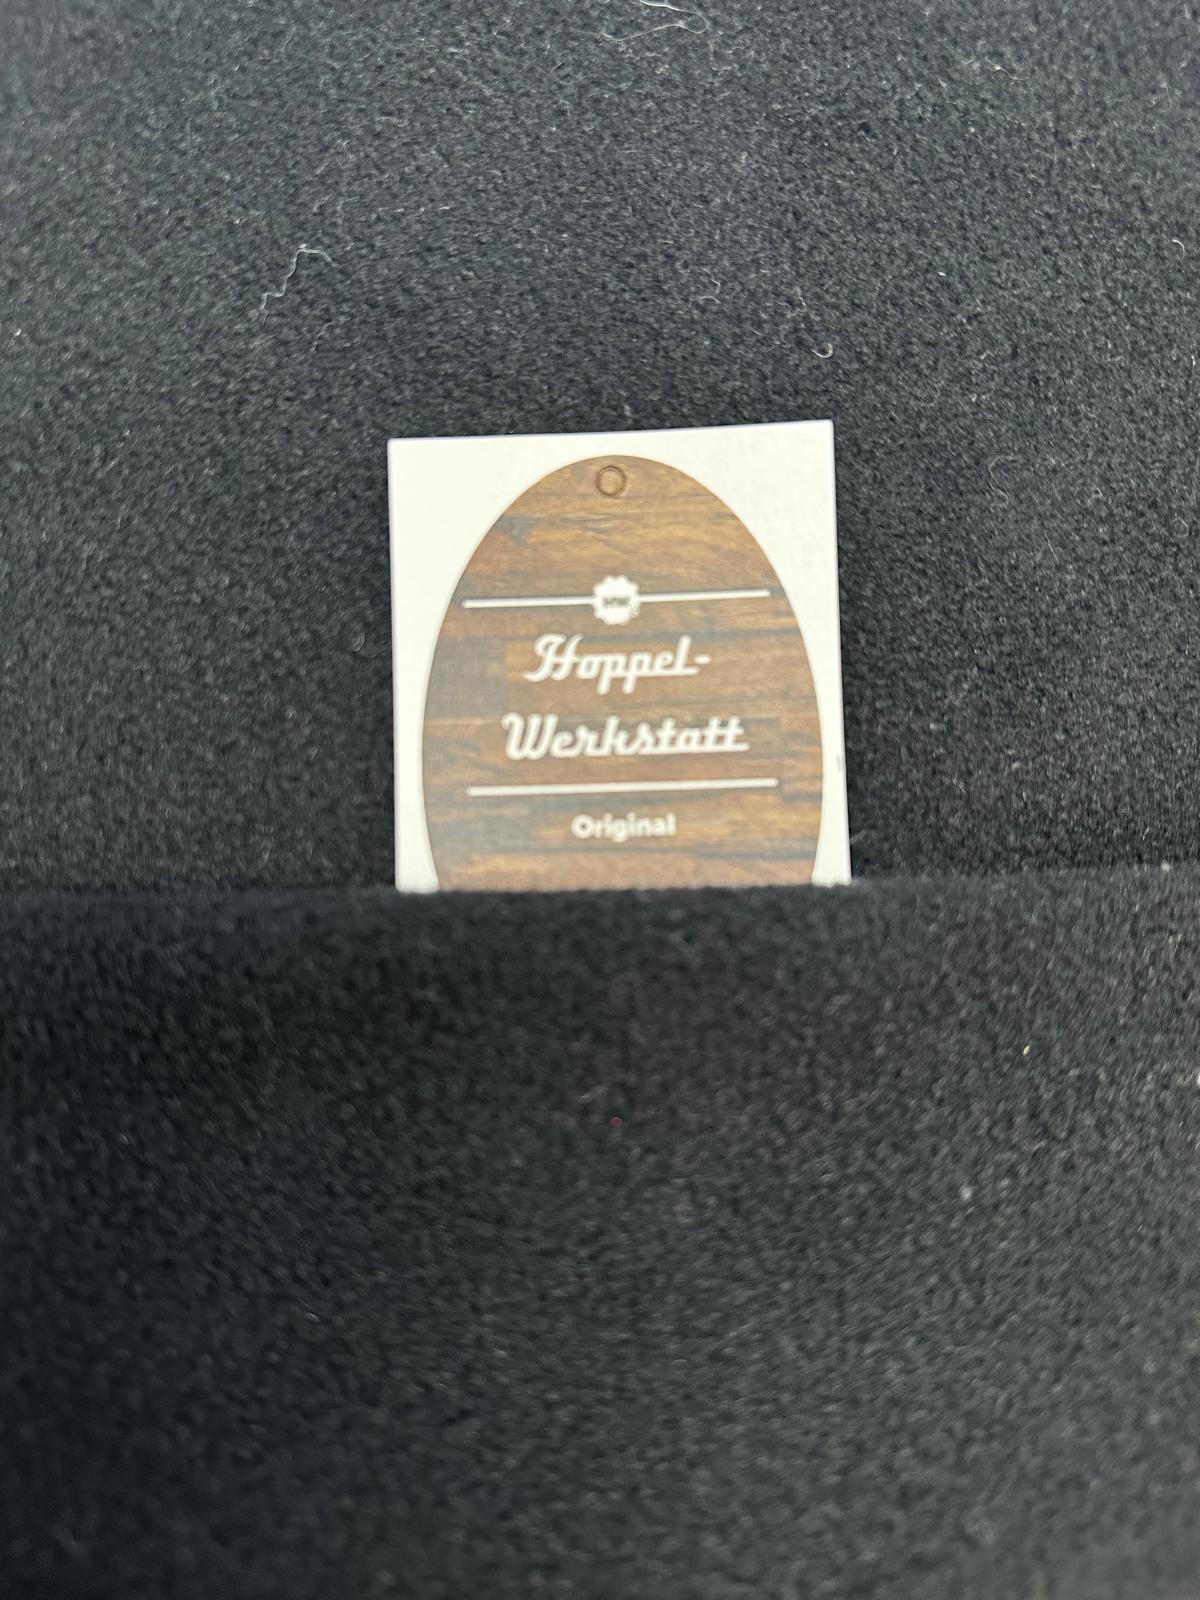 Hoppel-
Werkstatt
Original